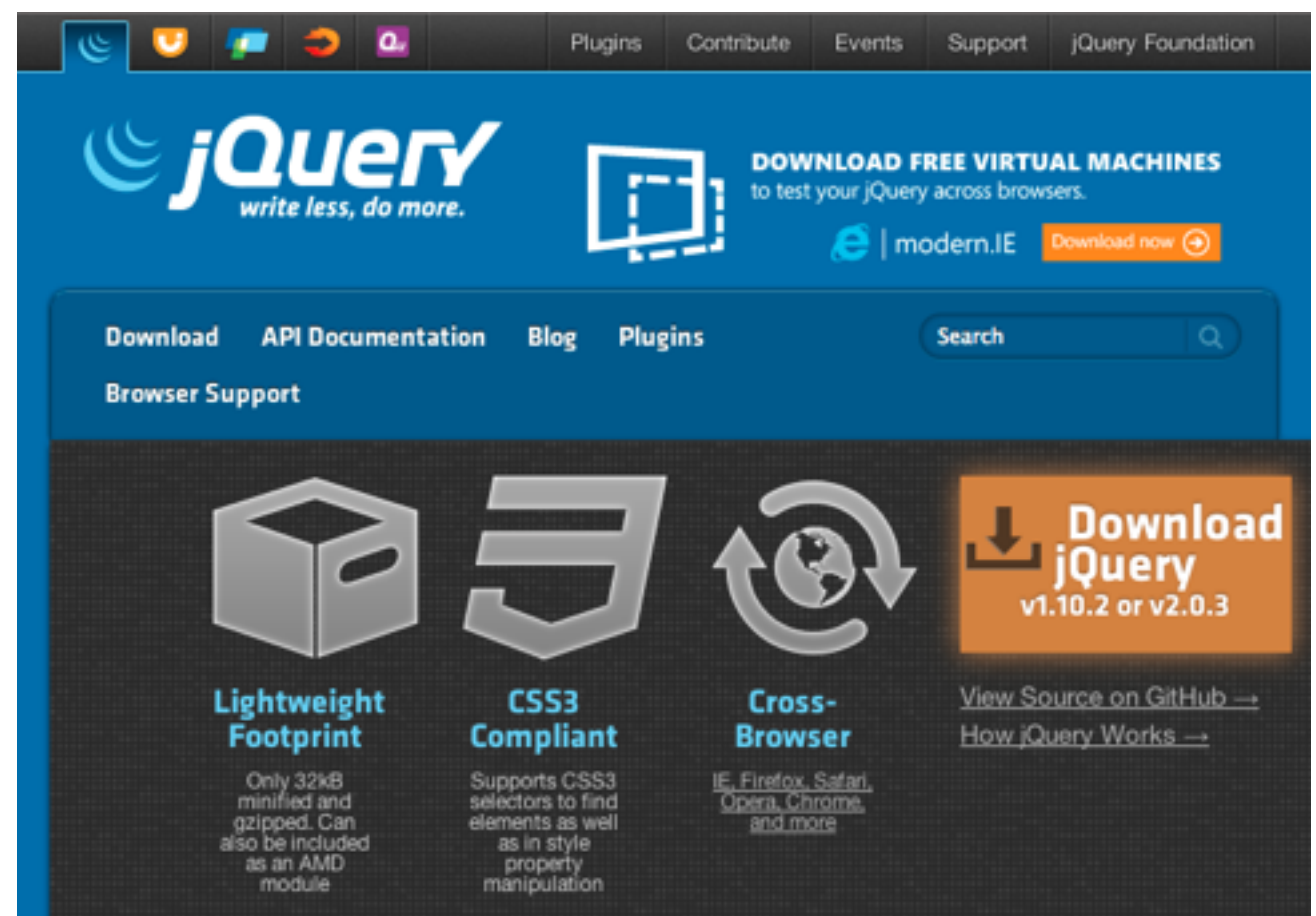 Plugins Contribute Events Support jQuery Foundation
jQuery
write less, do more.
DOWNLOAD FREE VIRTUAL MACHINES
to test your jQuery across browsers.
modern.IE Download now
Download API Documentation Blog Plugins Search
Browser Support
Download
jQuery
v1.10.2 or v2.0.3
Lightweight
Footprint
Only 32kB
minified and
gzipped. Can
also be included
as an AMD
module
CSS3
Compliant
Supports CSS3
selectors to find
elements as well
as in style
property
manipulation
Cross-
Browser
IE, Firefox, Safari,
Opera, Chrome,
and more
View Source on GitHub →
How jQuery Works →